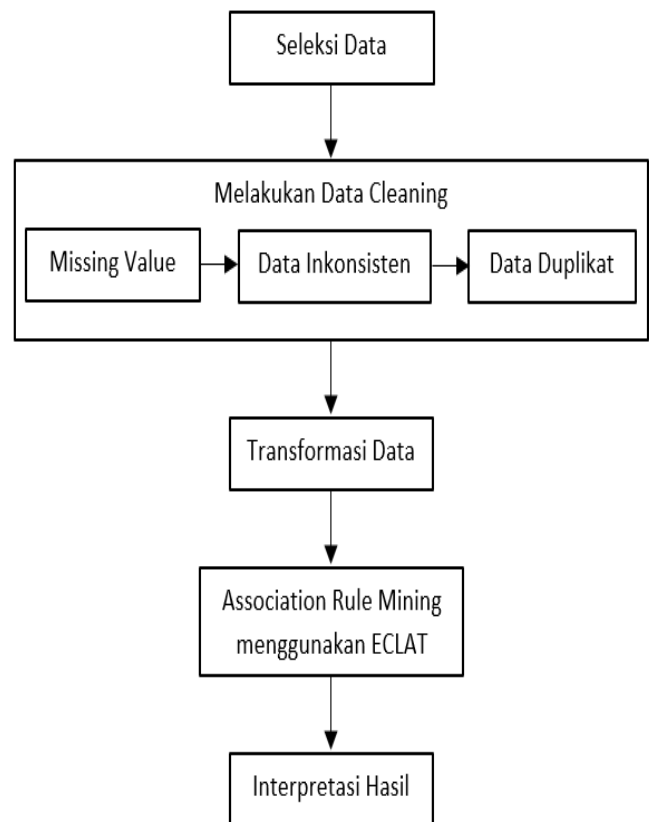 Seleksi Data
Melakukan Data Cleaning
Missing Value
Data Inkonsisten
Data Duplikat
Transformasi Data
Association Rule Mining
menggunakan ECLAT
Interpretasi Hasil